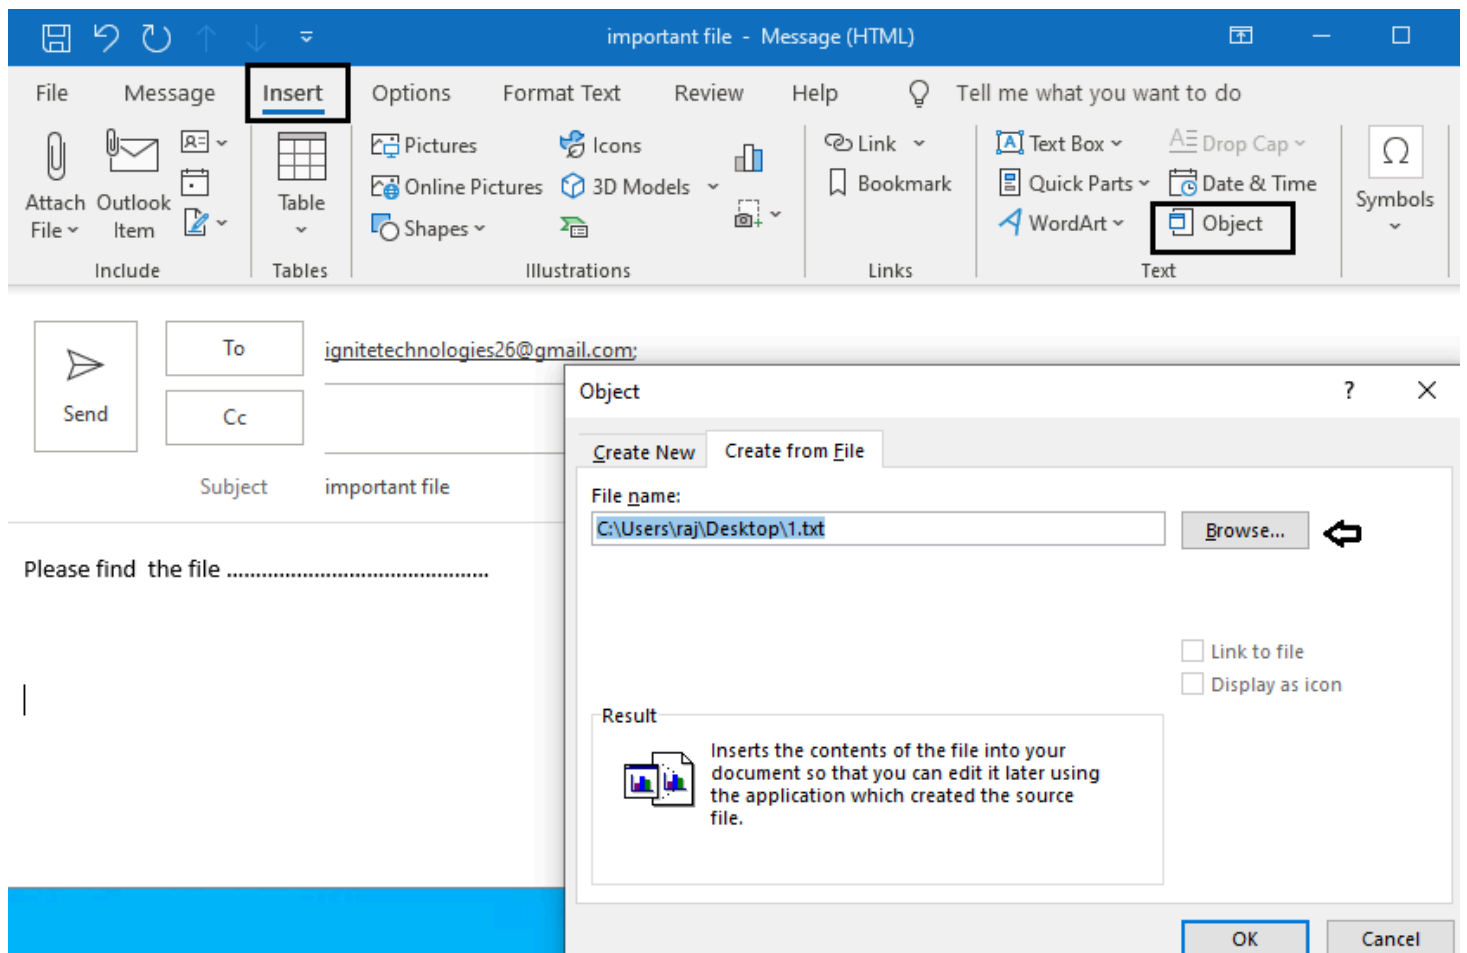 important file - Message (HTML)
File Message Insert Options Format Text Review Help Tell me what you want to do
Attach File
Outlook Item
Include
Table
Tables
Pictures
Online Pictures
Shapes
Icons
3D Models
Illustrations
Link
Bookmark
Links
Text Box
Quick Parts
WordArt
Drop Cap
Date & Time
Object
Text
Symbols
Send
To
ignitetechnologies26@gmail.com;
Cc
Subject important file
Please find the file .............................................
Object ?
Create New Create from File
File name:
C:\Users\raj\Desktop\1.txt
Browse...
Link to file
Display as icon
Result
Inserts the contents of the file into your
document so that you can edit it later using
the application which created the source
file.
OK Cancel